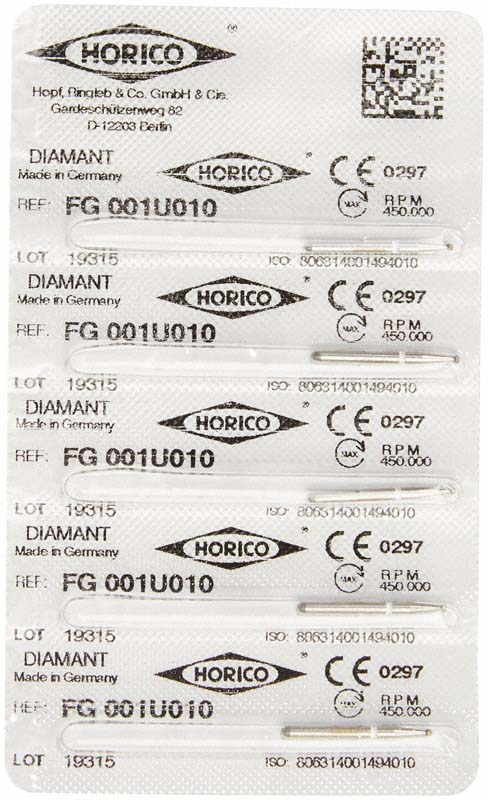 HORICO ®
Hopf, Ringleb & Co. GmbH & Cie.
Gardeschützenweg 82
D-12203 Berlin
DIAMANT HORICO ® CE 0297
Made in Germany
REF: FG 001U010 MAX RPM 450.000
LOT 19315 ISO: 806314001494010
DIAMANT HORICO ® CE 0297
Made in Germany
REF: FG 001U010 MAX RPM 450.000
LOT 19315 ISO: 806314001494010
DIAMANT HORICO ® CE 0297
Made in Germany
REF: FG 001U010 MAX RPM 450.000
LOT 19315 ISO: 806314001494010
DIAMANT HORICO ® CE 0297
Made in Germany
REF: FG 001U010 MAX RPM 450.000
LOT 19315 ISO: 806314001494010
DIAMANT HORICO ® CE 0297
Made in Germany
REF: FG 001U010 MAX RPM 450.000
LOT 19315 ISO: 806314001494010